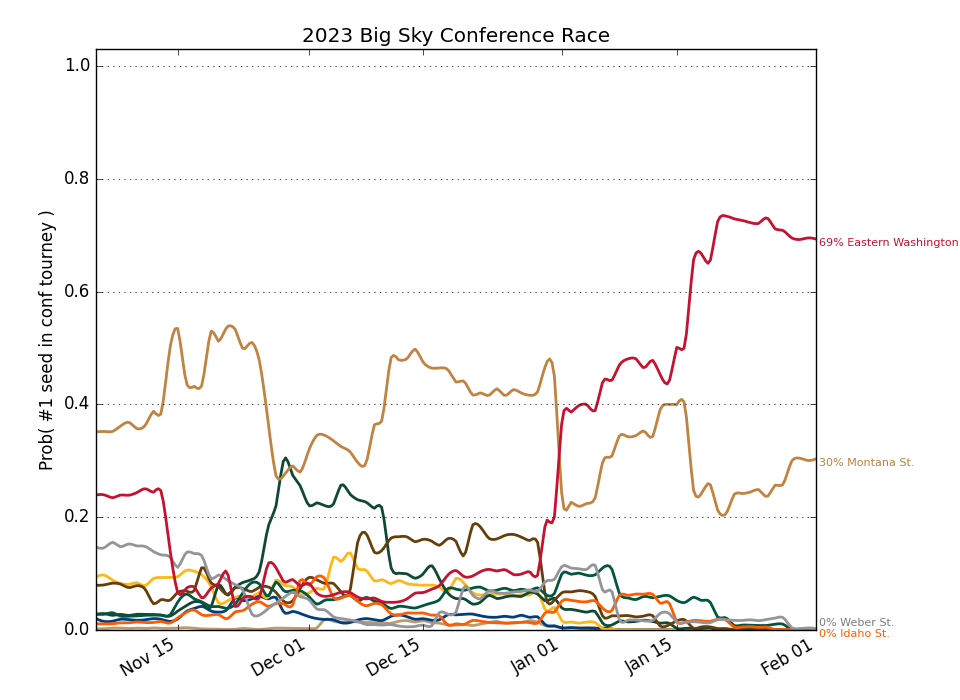 2023 Big Sky Conference Race
Prob( #1 seed in conf tourney )
1.0
0.8
0.6
0.4
0.2
0.0
Nov 15
Dec 01
Dec 15
Jan 01
Jan 15
Feb 01
69% Eastern Washington
30% Montana St.
0% Weber St.
0% Idaho St.